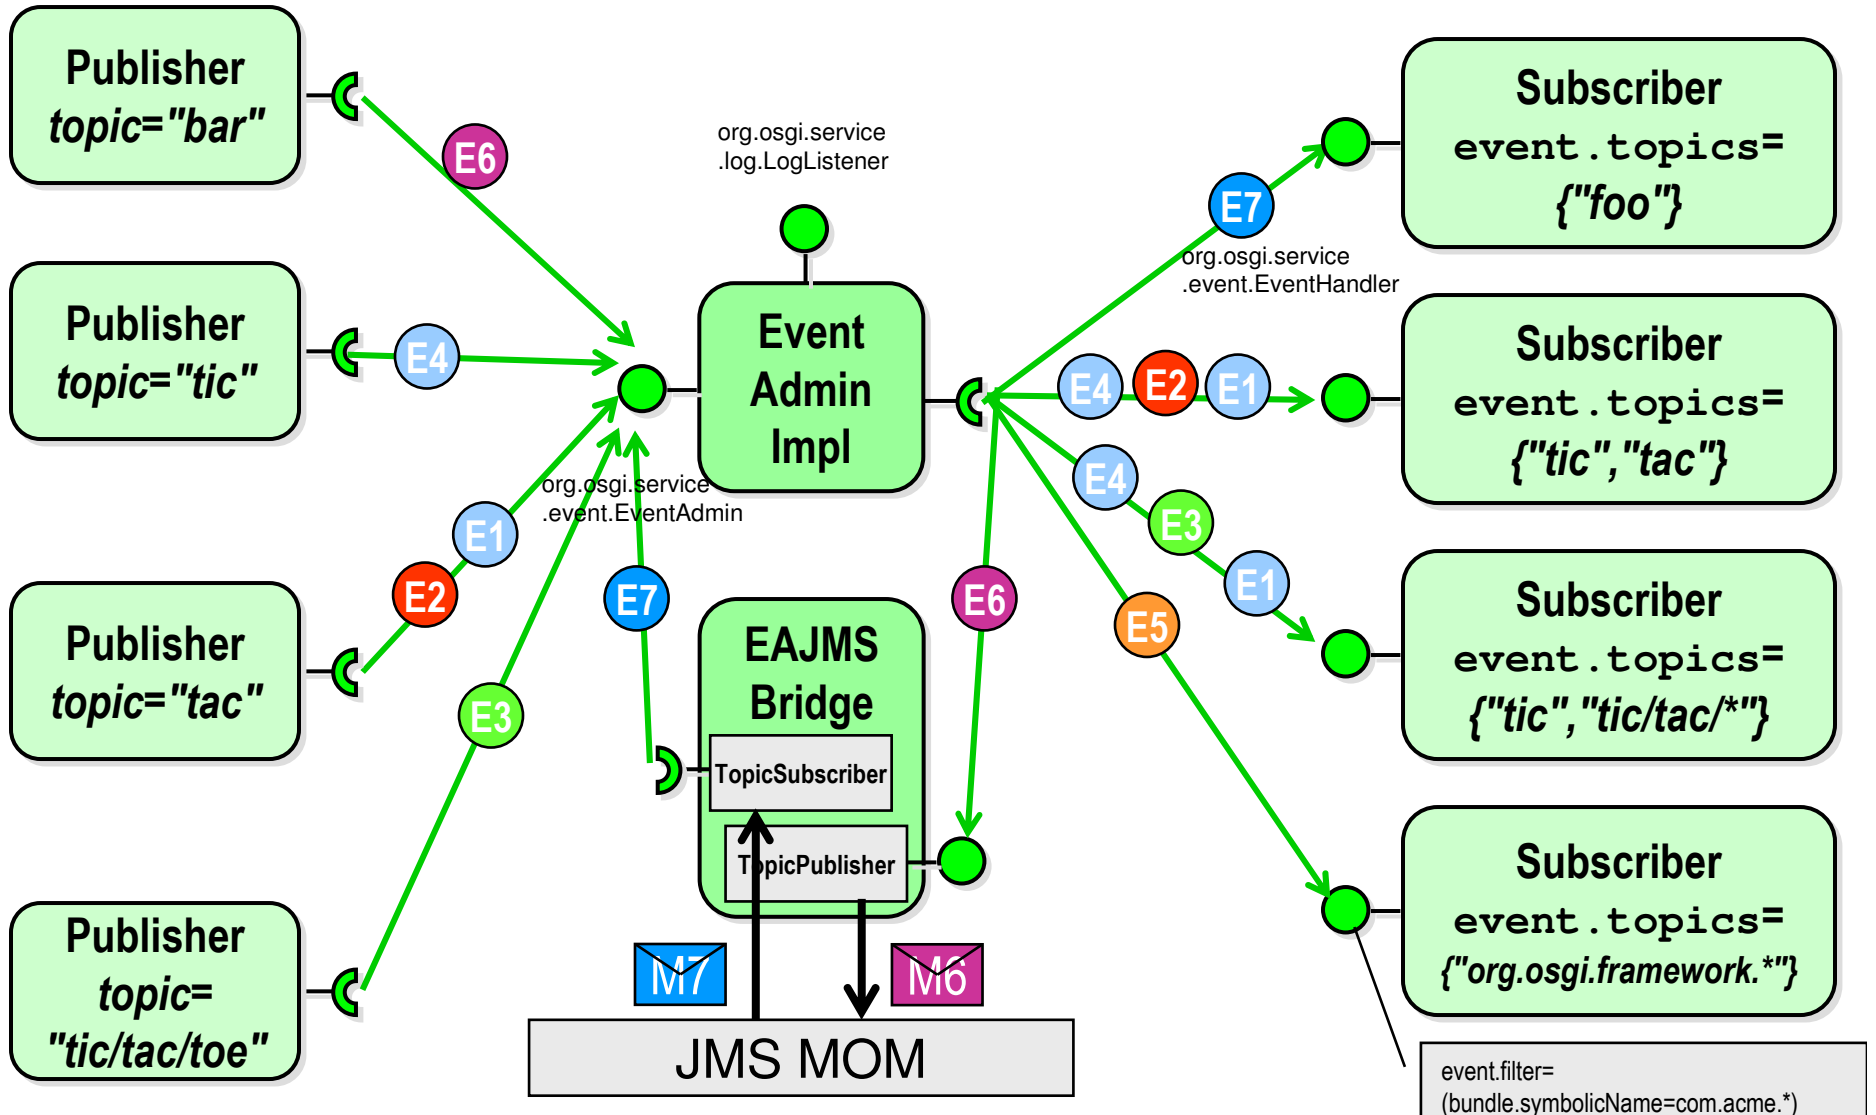 Publisher
topic="bar"
E6
org.osgi.service
.log.LogListener
Subscriber
event.topics=
{"foo"}
E7
org.osgi.service
.event.EventHandler
Publisher
topic="tic"
E4
Event
Admin
Impl
E4
E2
E1
Subscriber
event.topics=
{"tic","tac"}
org.osgi.service
.event.EventAdmin
E4
E3
E1
Publisher
topic="tac"
E1
E2
E7
E6
E5
Subscriber
event.topics=
{"tic","tic/tac/*"}
E3
EAJMS
Bridge
TopicSubscriber
TopicPublisher
Publisher
topic=
"tic/tac/toe"
M7
M6
JMS MOM
Subscriber
event.topics=
{"org.osgi.framework.*"}
event.filter=
(bundle.symbolicName=com.acme.*)